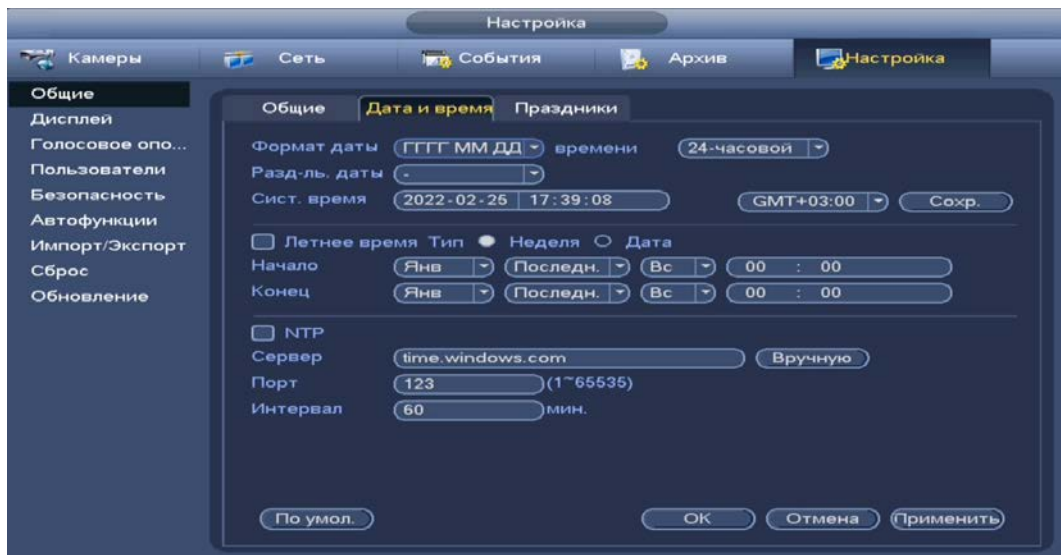 Настройка
Камеры Сеть События Архив Настройка
Общие
Дисплей
Голосовое опо...
Пользователи
Безопасность
Автофункции
Импорт/Экспорт
Сброс
Обновление
Общие Дата и время Праздники
Формат даты ГГГГ ММ ДД времени 24-часовой
Разд-ль. даты -
Сист. время 2022-02-25 17:39:08 GMT+03:00 Сохр.
Летнее время Тип Неделя Дата
Начало Янв Последн. Вс 00 : 00
Конец Янв Последн. Вс 00 : 00
NTP
Сервер time.windows.com Вручную
Порт 123 (1~65535)
Интервал 60 мин.
По умол. ОК Отмена Применить